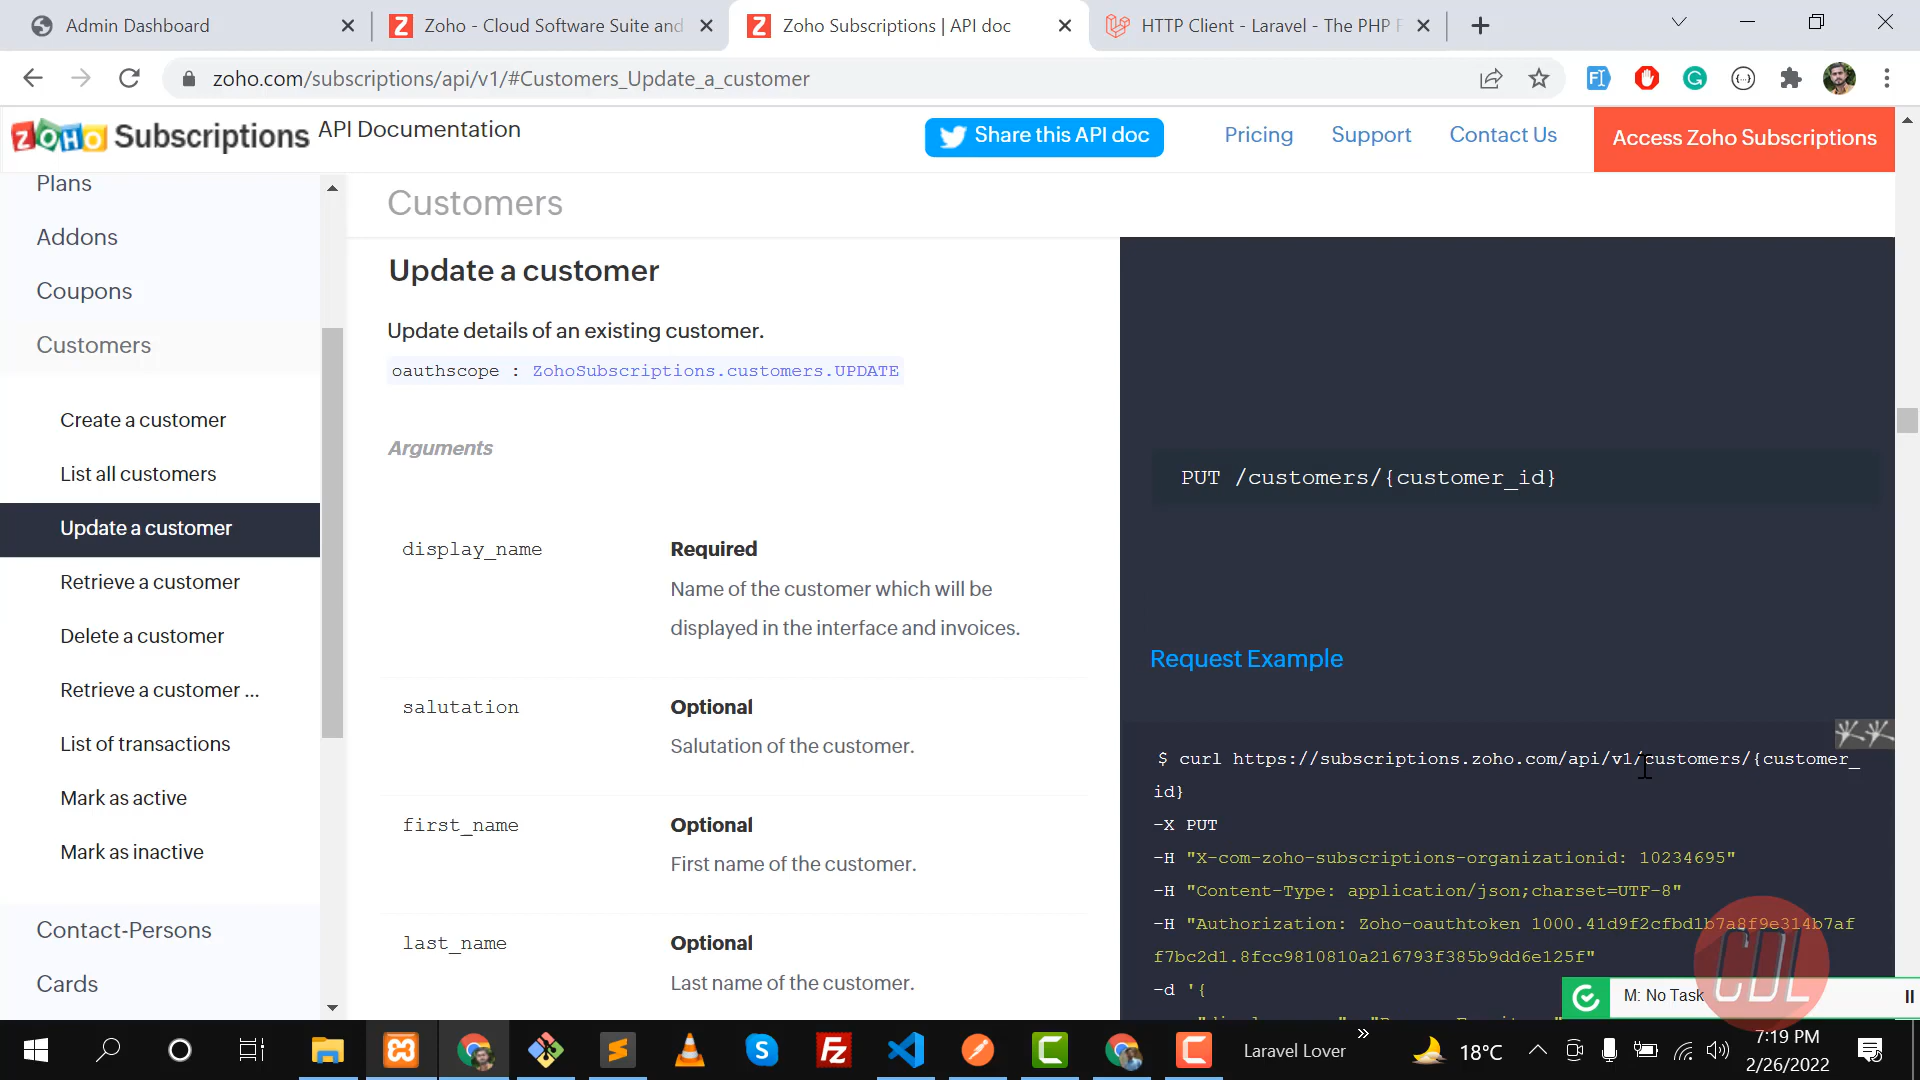 Admin Dashboard
Zoho - Cloud Software Suite and
Zoho Subscriptions | API doc
HTTP Client - Laravel - The PHP F
zoho.com/subscriptions/api/v1/#Customers_Update_a_customer
ZOHO Subscriptions API Documentation
Share this API doc
Pricing
Support
Contact Us
Access Zoho Subscriptions
Plans
Addons
Coupons
Customers
Create a customer
List all customers
Update a customer
Retrieve a customer
Delete a customer
Retrieve a customer ...
List of transactions
Mark as active
Mark as inactive
Contact-Persons
Cards
Customers
Update a customer
Update details of an existing customer.
oauthscope : ZohoSubscriptions.customers.UPDATE
Arguments
display_name
Required
Name of the customer which will be
displayed in the interface and invoices.
salutation
Optional
Salutation of the customer.
first_name
Optional
First name of the customer.
last_name
Optional
Last name of the customer.
PUT /customers/{customer_id}
Request Example
$ curl https://subscriptions.zoho.com/api/v1/customers/{customer_
id}
-X PUT
-H "X-com-zoho-subscriptions-organizationid: 10234695"
-H "Content-Type: application/json;charset=UTF-8"
-H "Authorization: Zoho-oauthtoken 1000.41d9f2cfbd1b7a8f9e314b7af
f7bc2d1.8fcc9810810a216793f385b9dd6e125f"
-d '{
M: No Task
CDL
Laravel Lover
18°C
7:19 PM
2/26/2022